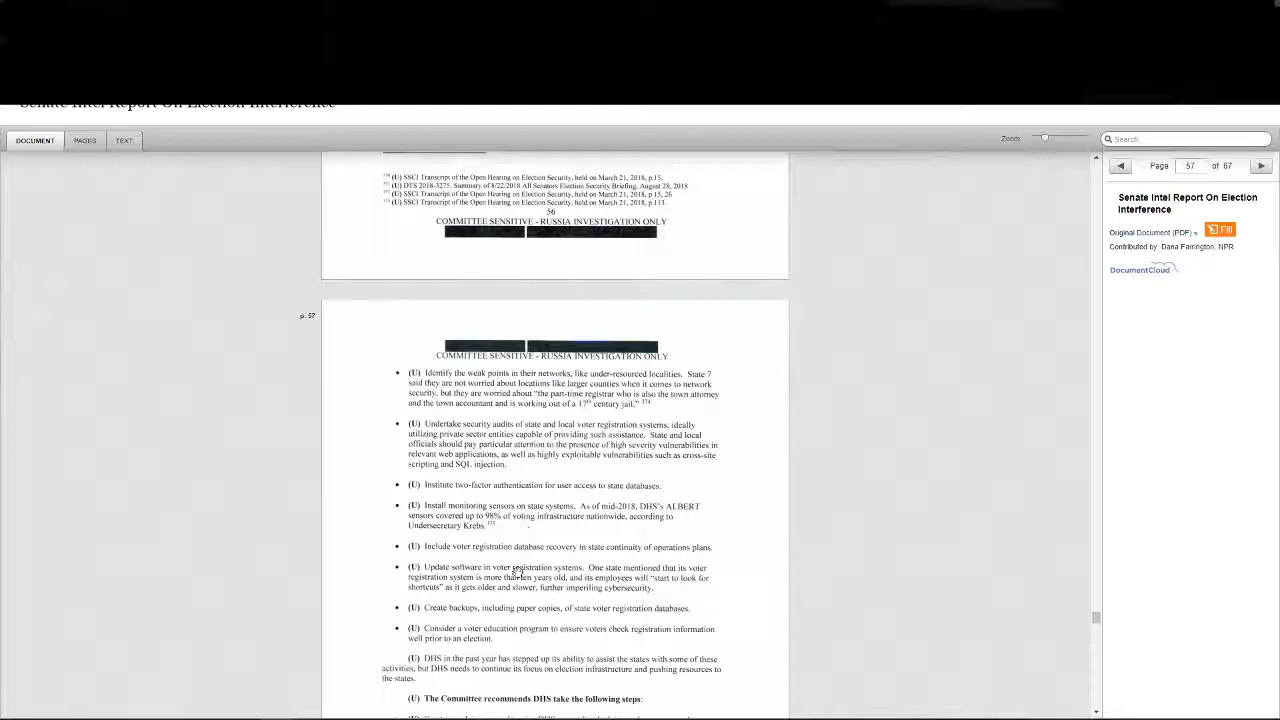 Senate Intel Report On Election Interference
DOCUMENT PAGES TEXT
Zoom
Search
(U) SSCI Transcript of the Open Hearing on Election Security, held on March 21, 2018, p.15.
(U) DTS 2018-3275. Summary of 8/22/2018 All Senators Election Security Briefing, August 28, 2018
(U) SSCI Transcript of the Open Hearing on Election Security, held on March 21, 2018, p 15, 26
(U) SSCI Transcript of the Open Hearing on Election Security, held on March 21, 2018, p.113.
56
COMMITTEE SENSITIVE - RUSSIA INVESTIGATION ONLY
p. 57
COMMITTEE SENSITIVE - RUSSIA INVESTIGATION ONLY
• (U) Identify the weak points in their networks, like under-resourced localities. State 7
said they are not worried about locations like larger counties when it comes to network
security, but they are worried about "the part-time registrar who is also the town attorney
and the town accountant and is working out of a 17th century jail." 374
• (U) Undertake security audits of state and local voter registration systems, ideally
utilizing private sector entities capable of providing such assistance. State and local
officials should pay particular attention to the presence of high severity vulnerabilities in
relevant web applications, as well as highly exploitable vulnerabilities such as cross-site
scripting and SQL injection.
• (U) Institute two-factor authentication for user access to state databases.
• (U) Install monitoring sensors on state systems. As of mid-2018, DHS's ALBERT
sensors covered up to 98% of voting infrastructure nationwide, according to
Undersecretary Krebs. 375
• (U) Include voter registration database recovery in state continuity of operations plans.
• (U) Update software in voter registration systems. One state mentioned that its voter
registration system is more than ten years old, and its employees will "start to look for
shortcuts" as it gets older and slower, further imperiling cybersecurity.
• (U) Create backups, including paper copies, of state voter registration databases.
• (U) Consider a voter education program to ensure voters check registration information
well prior to an election.
(U) DHS in the past year has stepped up its ability to assist the states with some of these
activities, but DHS needs to continue its focus on election infrastructure and pushing resources to
the states.
(U) The Committee recommends DHS take the following steps:
Page 57 of 67
Senate Intel Report On Election
Interference
Original Document (PDF) »
Fill
Contributed by: Dana Farrington, NPR
DocumentCloud